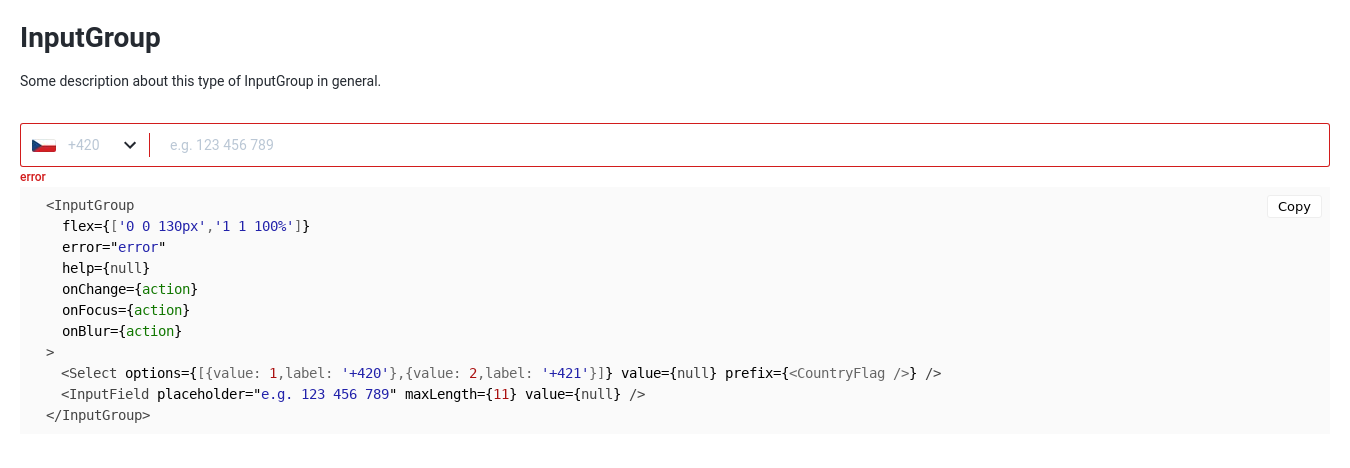 InputGroup
Some description about this type of InputGroup in general.
+420 e.g. 123 456 789
error
<InputGroup
flex={['0 0 130px','1 1 100%']}
error="error"
help={null}
onChange={action}
onFocus={action}
onBlur={action}
>
<Select options={[{value: 1,label: '+420'},{value: 2,label: '+421'}]} value={null} prefix={<CountryFlag />} />
<InputField placeholder="e.g. 123 456 789" maxLength={11} value={null} />
</InputGroup>
Copy